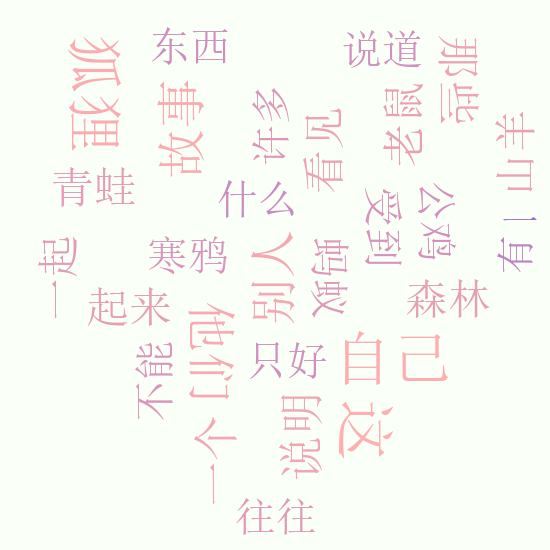 东西
说道
那些
狐狸
故事
许多
老鼠
看见
山羊
青蛙
什么
受到
公鸡
有一
一起
寒鸦
别人
蚂蚁
起来
他们
森林
不能
只好
自己
一个
说明
这
往往